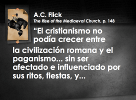 A.C. Flick
The Rise of the Mediaeval Church, p. 146
"El cristianismo no
podía crecer entre
la civilización romana y el
paganismo... sin ser
afectado e influenciado por
sus ritos, fiestas, y...